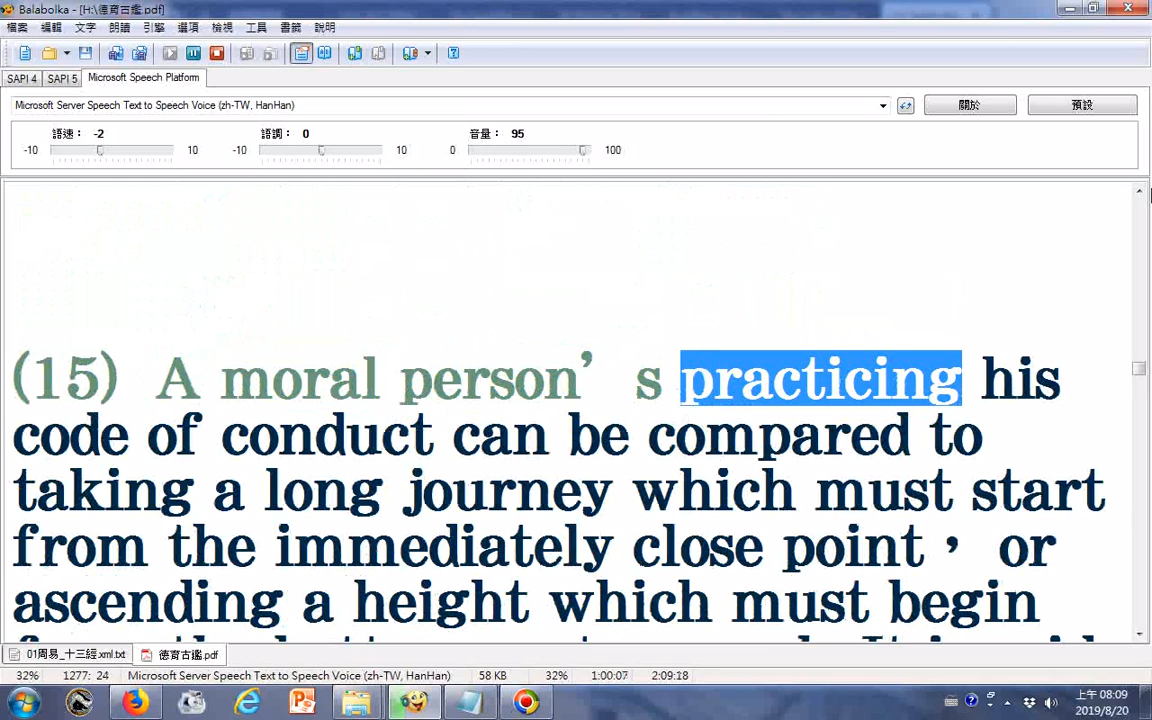 Balabolka - [H:\德育古鑑.pdf]
檔案 編輯 文字 朗讀 引擎 選項 檢視 工具 書籤 說明
SAPI 4 SAPI 5 Microsoft Speech Platform
Microsoft Server Speech Text to Speech Voice (zh-TW, HanHan) 關於 預設
語速： -2 語調： 0 音量： 95
-10 10 -10 10 0 100
(15) A moral person’s practicing his
code of conduct can be compared to
taking a long journey which must start
from the immediately close point，or
ascending a height which must begin
01周易_十三經.xml.txt 德育古鑑.pdf
32% 1277: 24 Microsoft Server Speech Text to Speech Voice (zh-TW, HanHan) 58 KB 32% 1:00:07 2:09:18
上午 08:09
2019/8/20